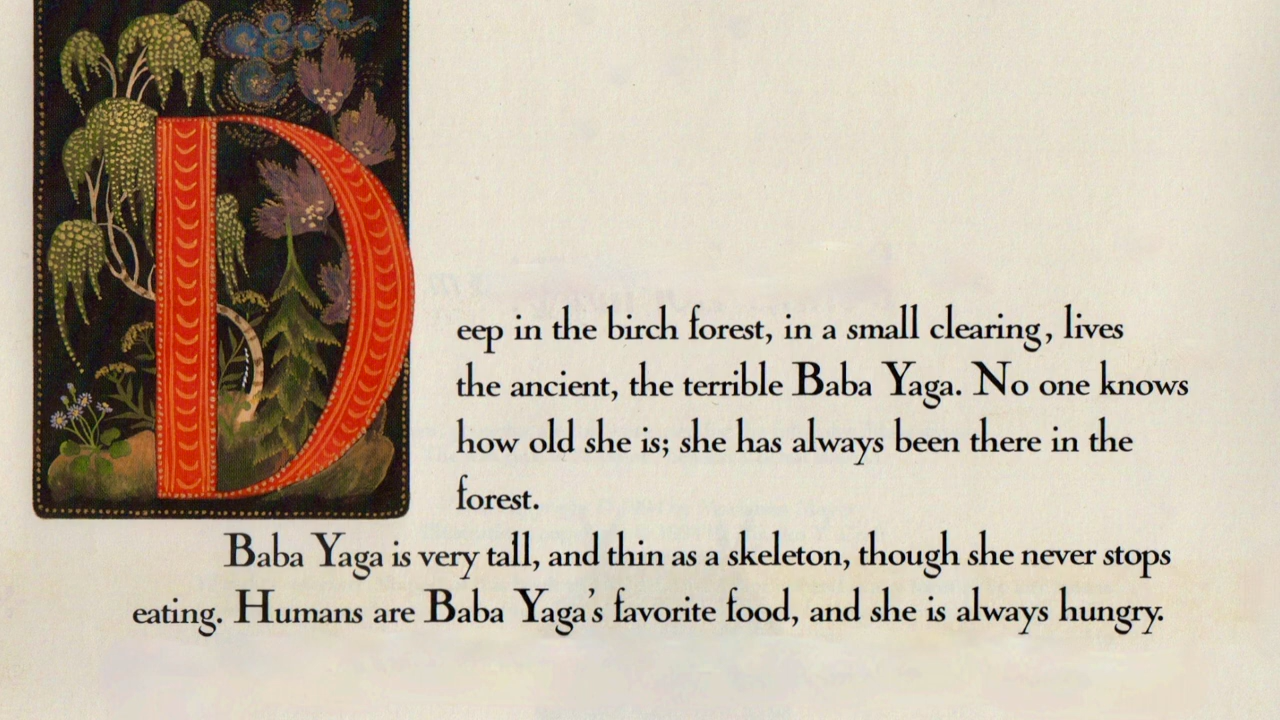 Deep in the birch forest, in a small clearing, lives
the ancient, the terrible Baba Yaga. No one knows
how old she is; she has always been there in the
forest.
Baba Yaga is very tall, and thin as a skeleton, though she never stops
eating. Humans are Baba Yaga's favorite food, and she is always hungry.